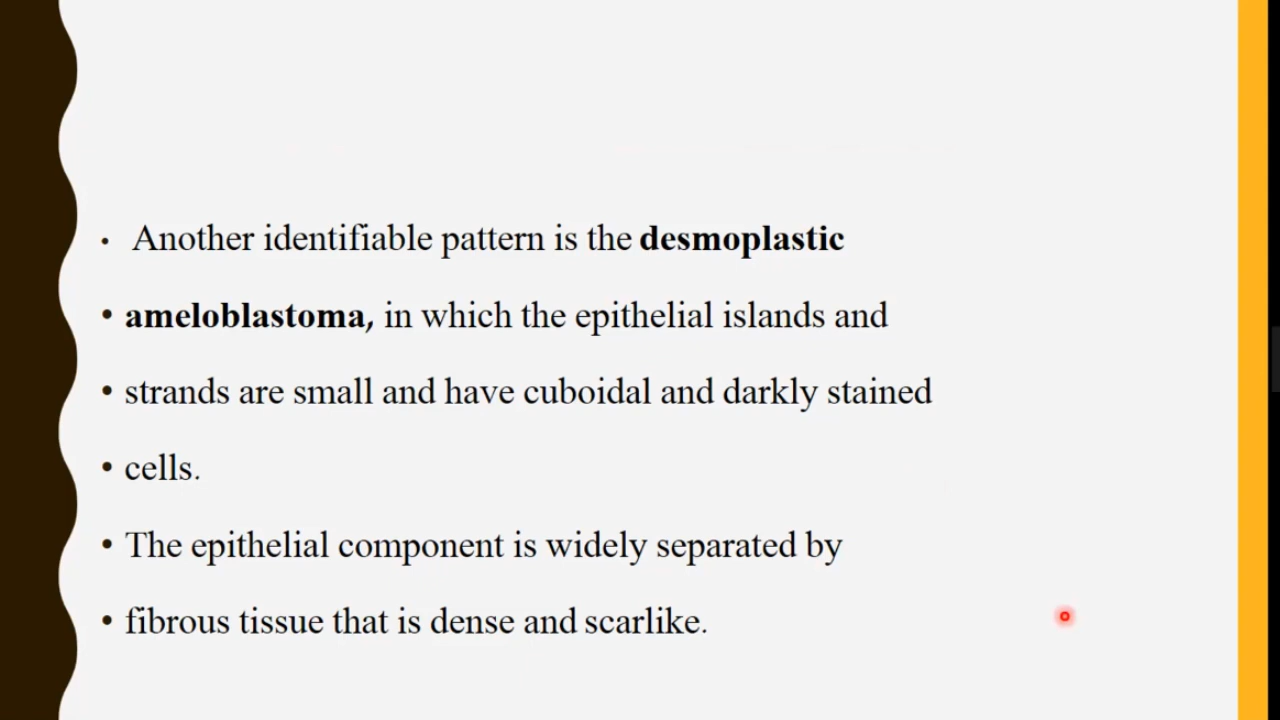 • Another identifiable pattern is the desmoplastic
• ameloblastoma, in which the epithelial islands and
• strands are small and have cuboidal and darkly stained
• cells.
• The epithelial component is widely separated by
• fibrous tissue that is dense and scarlike.